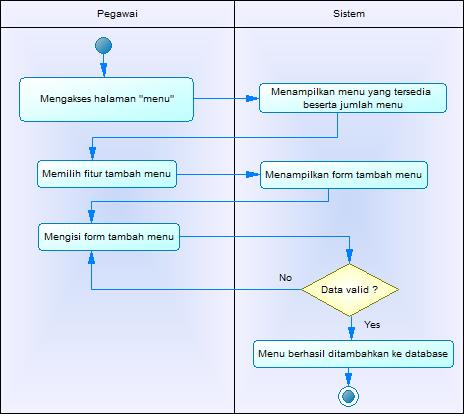 Pegawai
Sistem
Mengakses halaman "menu"
Menampilkan menu yang tersedia
beserta jumlah menu
Memilih fitur tambah menu
Menampilkan form tambah menu
Mengisi form tambah menu
No
Data valid ?
Yes
Menu berhasil ditambahkan ke database